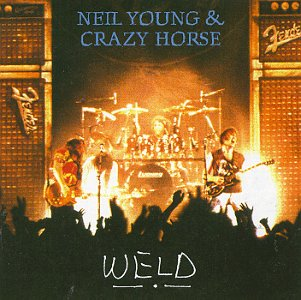 NEIL YOUNG &
CRAZY HORSE
Fender
Fender
WELD